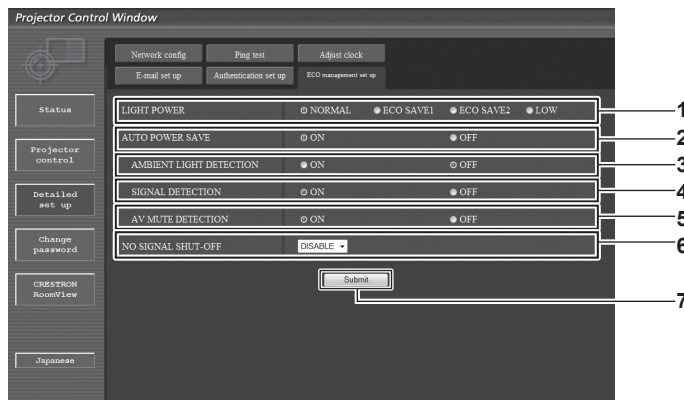 Projector Control Window
Network config Ping test Adjust clock
E-mail set up Authentication set up ECO management set up
Status
Projector control
Detailed set up
Change password
CRESTRON RoomView
Japanese
LIGHT POWER NORMAL ECO SAVE1 ECO SAVE2 LOW 1
AUTO POWER SAVE ON OFF 2
AMBIENT LIGHT DETECTION ON OFF 3
SIGNAL DETECTION ON OFF 4
AV MUTE DETECTION ON OFF 5
NO SIGNAL SHUT-OFF DISABLE 6
Submit 7